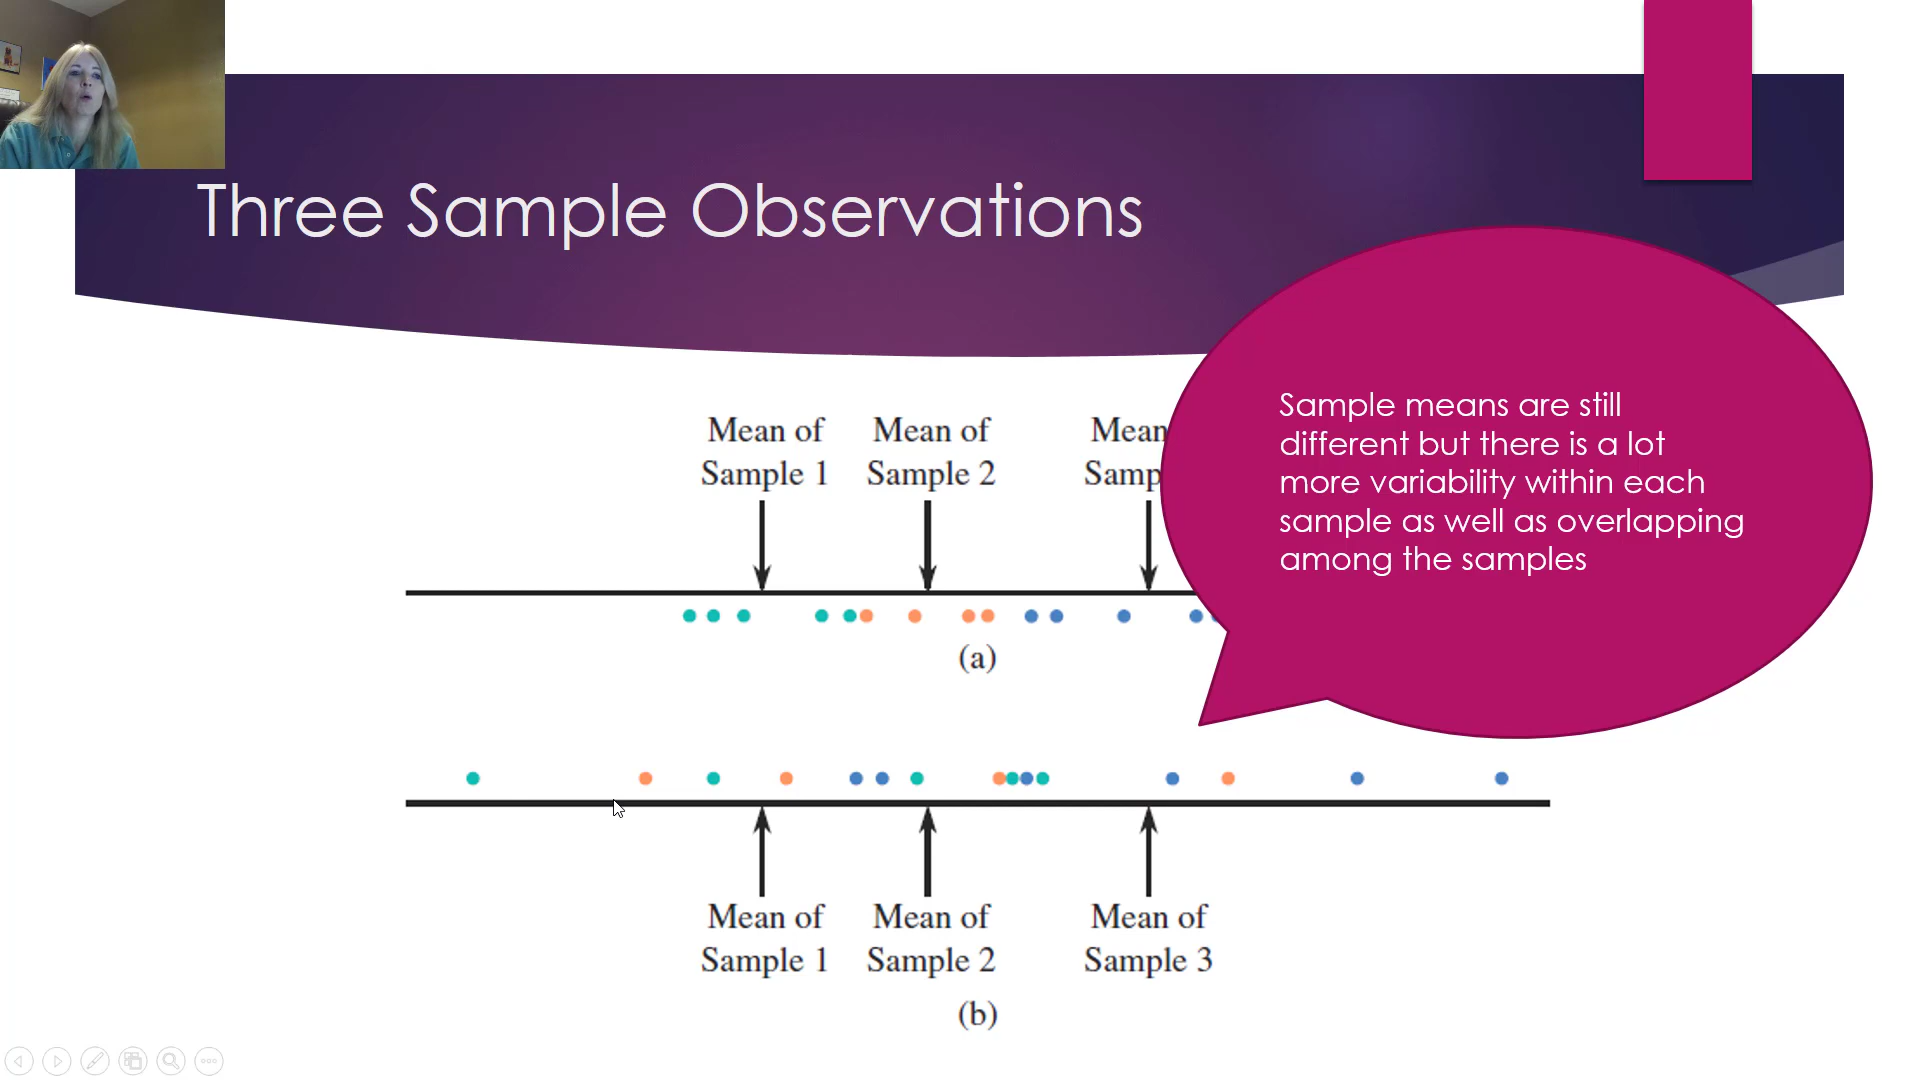 Three Sample Observations
Mean of Mean of Mean
Sample 1 Sample 2 Samp
Sample means are still
different but there is a lot
more variability within each
sample as well as overlapping
among the samples
(a)
Mean of Mean of Mean of
Sample 1 Sample 2 Sample 3
(b)